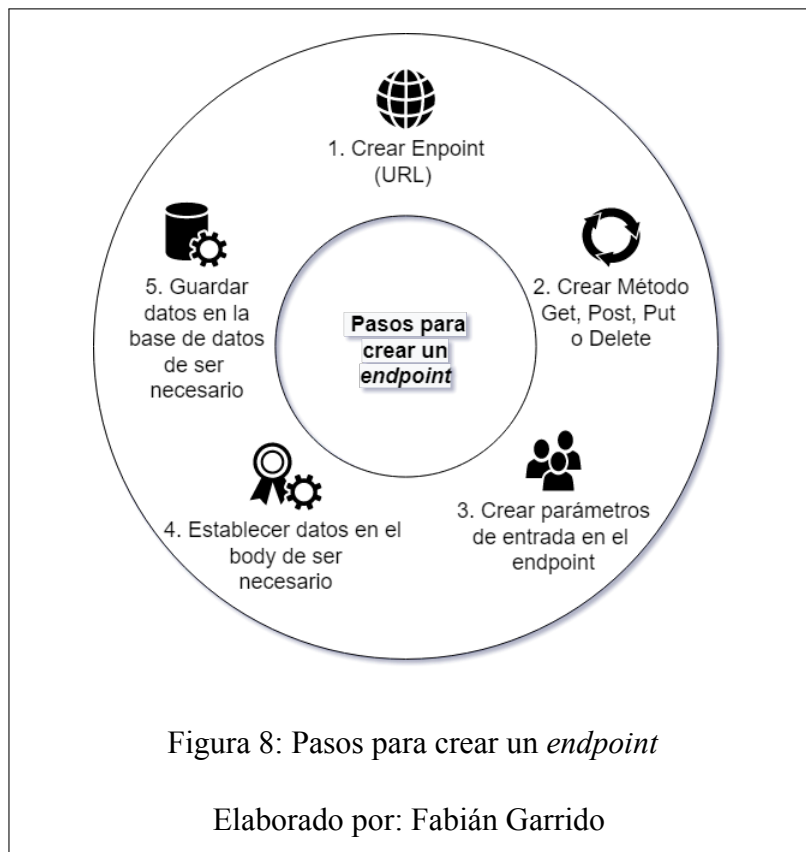 1. Crear Enpoint
(URL)
2. Crear Método
Get, Post, Put
o Delete
3. Crear parámetros
de entrada en el
endpoint
4. Establecer datos en el
body de ser
necesario
5. Guardar
datos en la
base de datos
de ser
necesario
Pasos para
crear un
endpoint
Figura 8: Pasos para crear un endpoint
Elaborado por: Fabián Garrido